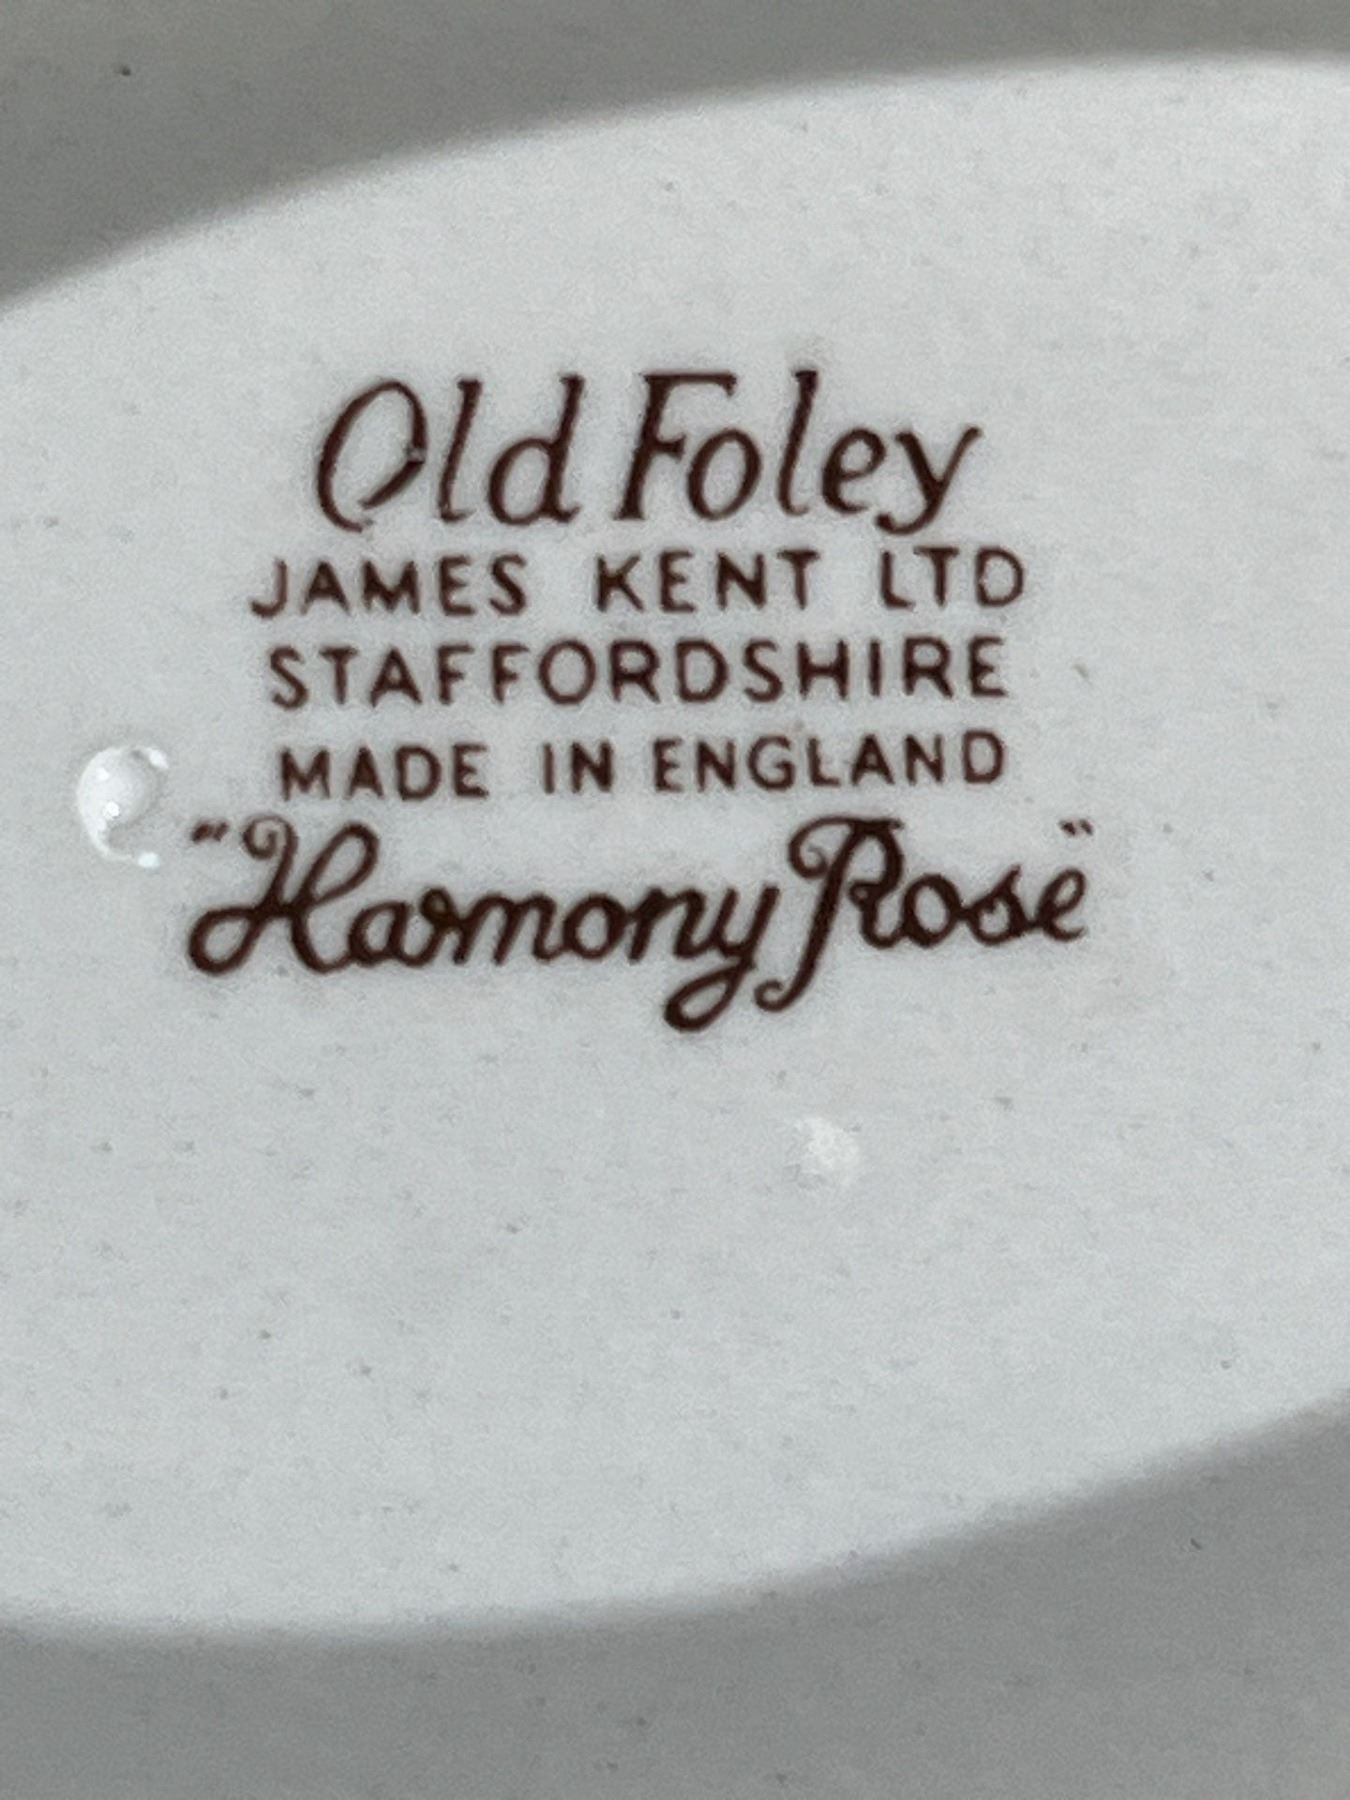 Old Foley
JAMES KENT LTD
STAFFORDSHIRE
MADE IN ENGLAND
"Harmony Rose"